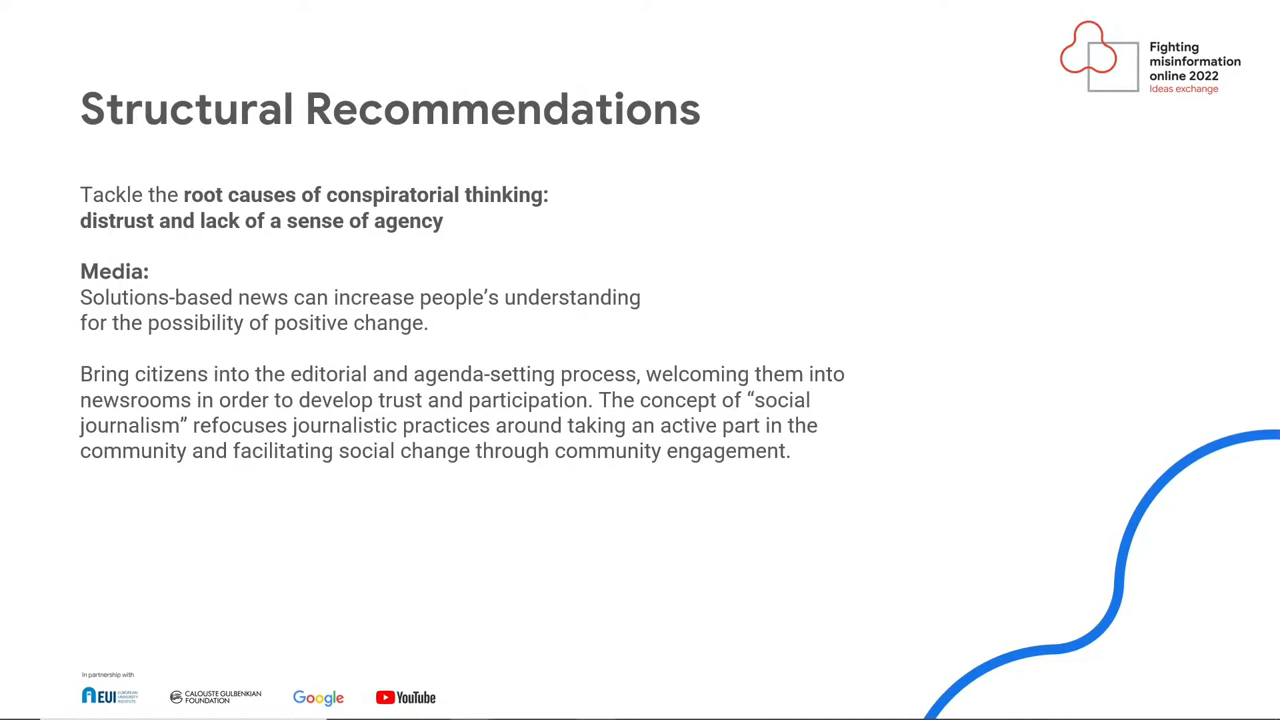 Fighting
misinformation
online 2022
Ideas exchange
Structural Recommendations
Tackle the root causes of conspiratorial thinking:
distrust and lack of a sense of agency
Media:
Solutions-based news can increase people’s understanding
for the possibility of positive change.
Bring citizens into the editorial and agenda-setting process, welcoming them into
newsrooms in order to develop trust and participation. The concept of “social
journalism” refocuses journalistic practices around taking an active part in the
community and facilitating social change through community engagement.
In partnership with
EUI EUROPEAN
UNIVERSITY
INSTITUTE
CALOUSTE GULBENKIAN
FOUNDATION
Google
YouTube